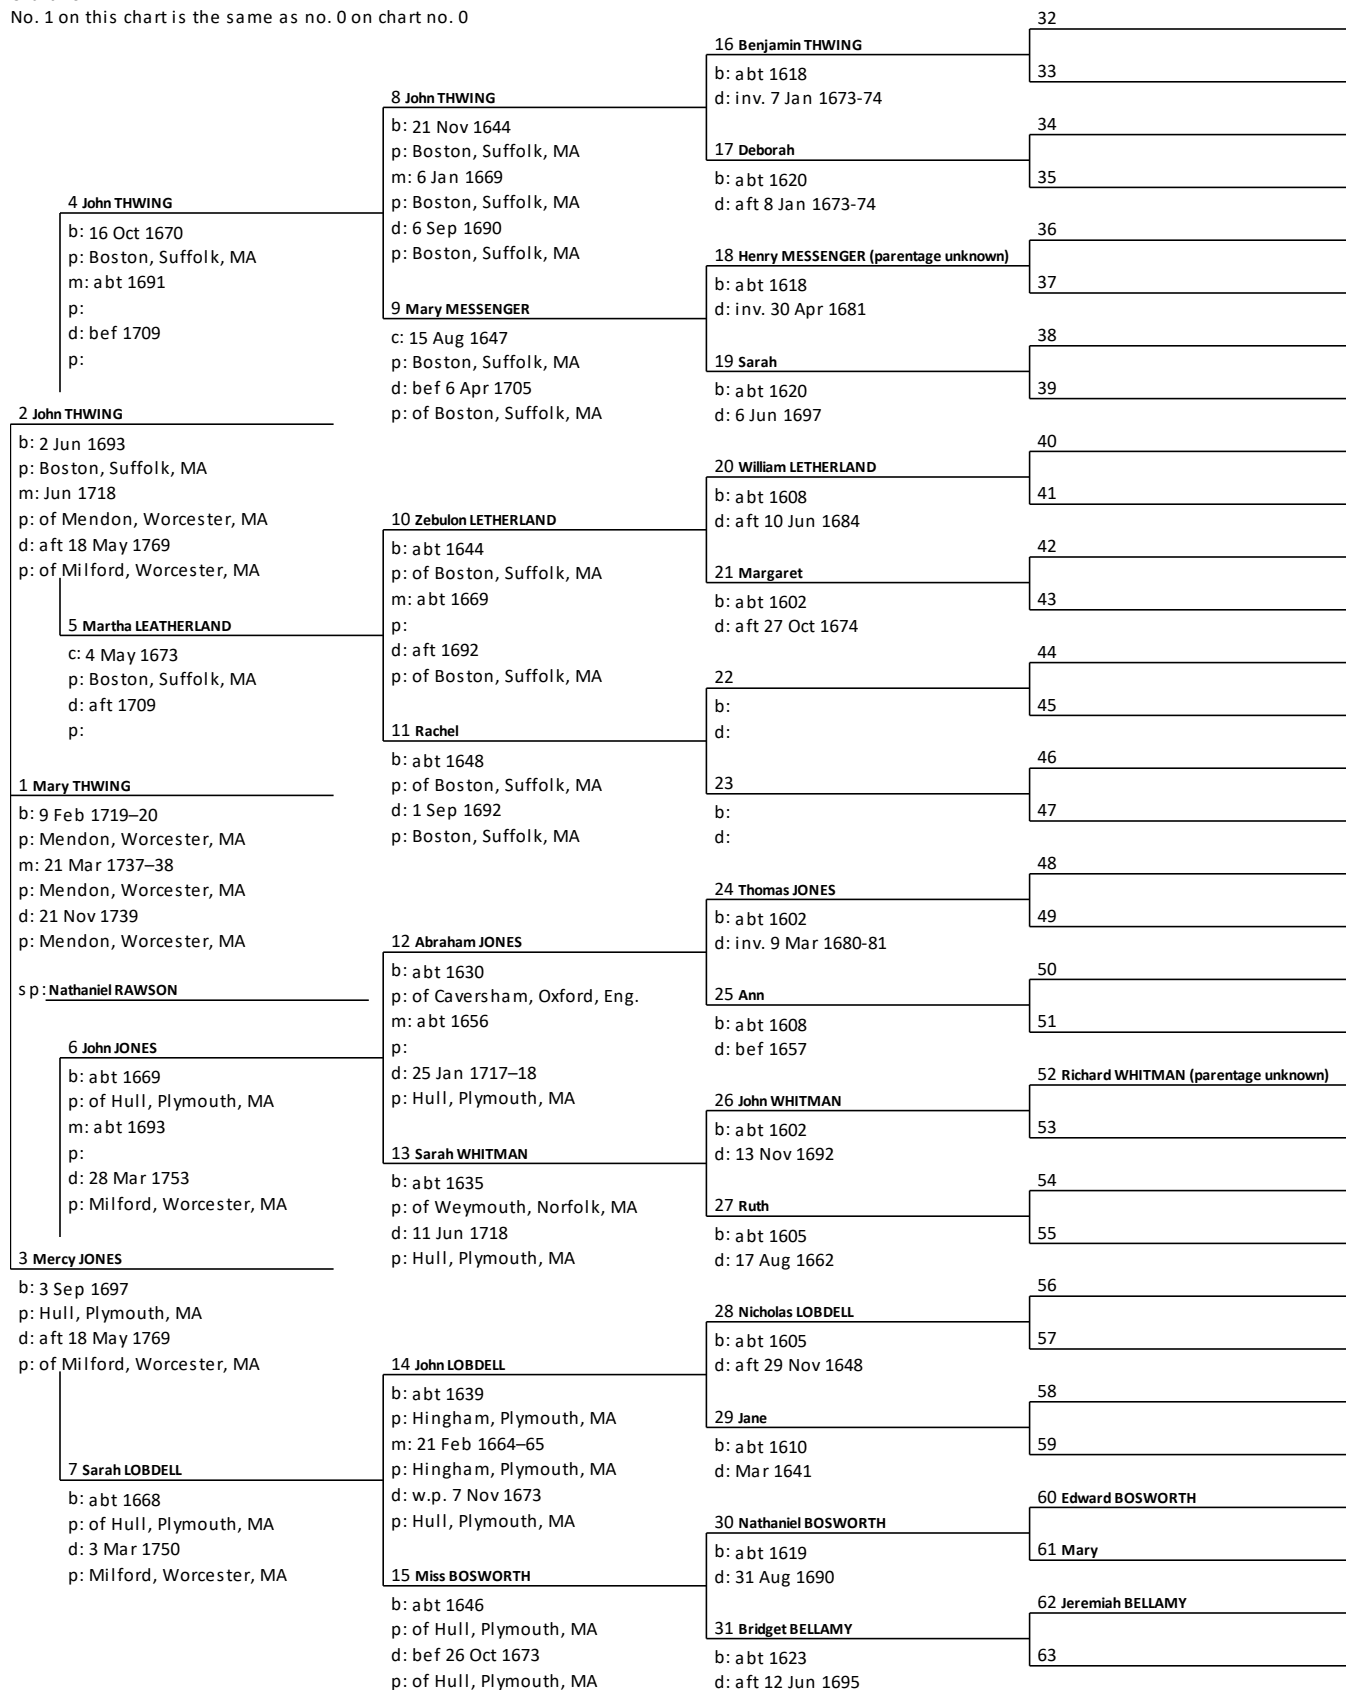 No. 1 on this chart is the same as no. 0 on chart no. 0
2 John THWING
b: 2 Jun 1693
p: Boston, Suffolk, MA
m: Jun 1718
p: of Mendon, Worcester, MA
d: aft 18 May 1769
p: of Milford, Worcester, MA
1 Mary THWING
b: 9 Feb 1719–20
p: Mendon, Worcester, MA
m: 21 Mar 1737–38
p: Mendon, Worcester, MA
d: 21 Nov 1739
p: Mendon, Worcester, MA
sp: Nathaniel RAWSON
3 Mercy JONES
b: 3 Sep 1697
p: Hull, Plymouth, MA
d: aft 18 May 1769
p: of Milford, Worcester, MA
4 John THWING
b: 16 Oct 1670
p: Boston, Suffolk, MA
m: abt 1691
p:
d: bef 1709
p:
5 Martha LEATHERLAND
c: 4 May 1673
p: Boston, Suffolk, MA
d: aft 1709
p:
6 John JONES
b: abt 1669
p: of Hull, Plymouth, MA
m: abt 1693
p:
d: 28 Mar 1753
p: Milford, Worcester, MA
7 Sarah LOBDELL
b: abt 1668
p: of Hull, Plymouth, MA
d: 3 Mar 1750
p: Milford, Worcester, MA
8 John THWING
b: 21 Nov 1644
p: Boston, Suffolk, MA
m: 6 Jan 1669
p: Boston, Suffolk, MA
d: 6 Sep 1690
p: Boston, Suffolk, MA
9 Mary MESSENGER
c: 15 Aug 1647
p: Boston, Suffolk, MA
d: bef 6 Apr 1705
p: of Boston, Suffolk, MA
10 Zebulon LETHERLAND
b: abt 1644
p: of Boston, Suffolk, MA
m: abt 1669
p:
d: aft 1692
p: of Boston, Suffolk, MA
11 Rachel
b: abt 1648
p: of Boston, Suffolk, MA
d: 1 Sep 1692
p: Boston, Suffolk, MA
12 Abraham JONES
b: abt 1630
p: of Caversham, Oxford, Eng.
m: abt 1656
p:
d: 25 Jan 1717–18
p: Hull, Plymouth, MA
13 Sarah WHITMAN
b: abt 1635
p: of Weymouth, Norfolk, MA
d: 11 Jun 1718
p: Hull, Plymouth, MA
14 John LOBDELL
b: abt 1639
p: Hingham, Plymouth, MA
m: 21 Feb 1664–65
p: Hingham, Plymouth, MA
d: w.p. 7 Nov 1673
p: Hull, Plymouth, MA
15 Miss BOSWORTH
b: abt 1646
p: of Hull, Plymouth, MA
d: bef 26 Oct 1673
p: of Hull, Plymouth, MA
16 Benjamin THWING
b: abt 1618
d: inv. 7 Jan 1673-74
17 Deborah
b: abt 1620
d: aft 8 Jan 1673-74
18 Henry MESSENGER (parentage unknown)
b: abt 1618
d: inv. 30 Apr 1681
19 Sarah
b: abt 1620
d: 6 Jun 1697
20 William LETHERLAND
b: abt 1608
d: aft 10 Jun 1684
21 Margaret
b: abt 1602
d: aft 27 Oct 1674
22
b:
d:
23
b:
d:
24 Thomas JONES
b: abt 1602
d: inv. 9 Mar 1680-81
25 Ann
b: abt 1608
d: bef 1657
26 John WHITMAN
b: abt 1602
d: 13 Nov 1692
27 Ruth
b: abt 1605
d: 17 Aug 1662
28 Nicholas LOBDELL
b: abt 1605
d: aft 29 Nov 1648
29 Jane
b: abt 1610
d: Mar 1641
30 Nathaniel BOSWORTH
b: abt 1619
d: 31 Aug 1690
31 Bridget BELLAMY
b: abt 1623
d: aft 12 Jun 1695
32
33
34
35
36
37
38
39
40
41
42
43
44
45
46
47
48
49
50
51
52 Richard WHITMAN (parentage unknown)
53
54
55
56
57
58
59
60 Edward BOSWORTH
61 Mary
62 Jeremiah BELLAMY
63